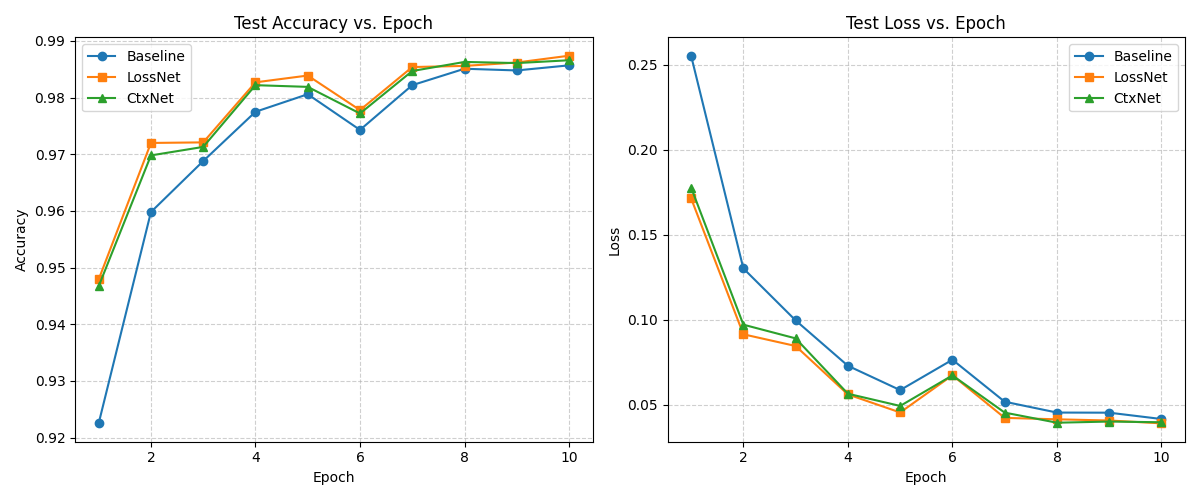 Test Accuracy vs. Epoch
Accuracy
0.99
0.98
0.97
0.96
0.95
0.94
0.93
0.92
Baseline
LossNet
CtxNet
2 4 6 8 10
Epoch
Test Loss vs. Epoch
Loss
0.25
0.20
0.15
0.10
0.05
Baseline
LossNet
CtxNet
2 4 6 8 10
Epoch